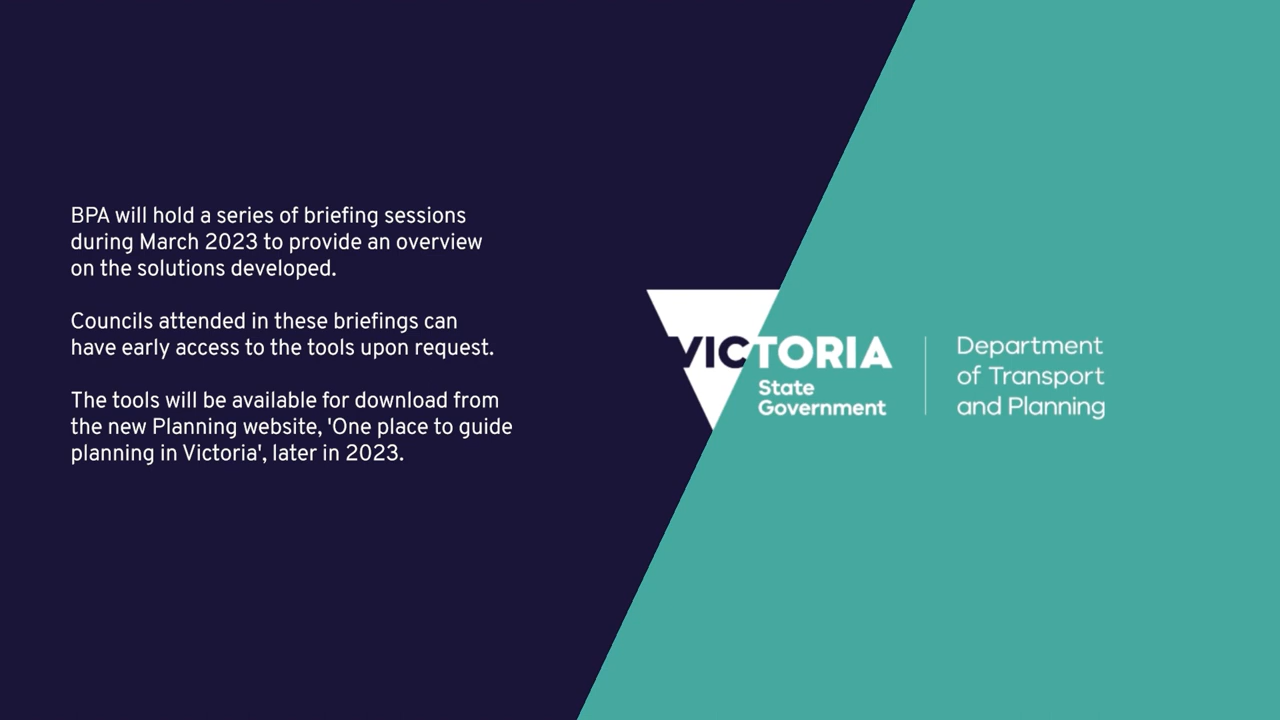 BPA will hold a series of briefing sessions
during March 2023 to provide an overview
on the solutions developed.
Councils attended in these briefings can
have early access to the tools upon request.
The tools will be available for download from
the new Planning website, 'One place to guide
planning in Victoria', later in 2023.
VICTORIA
State
Government
Department
of Transport
and Planning